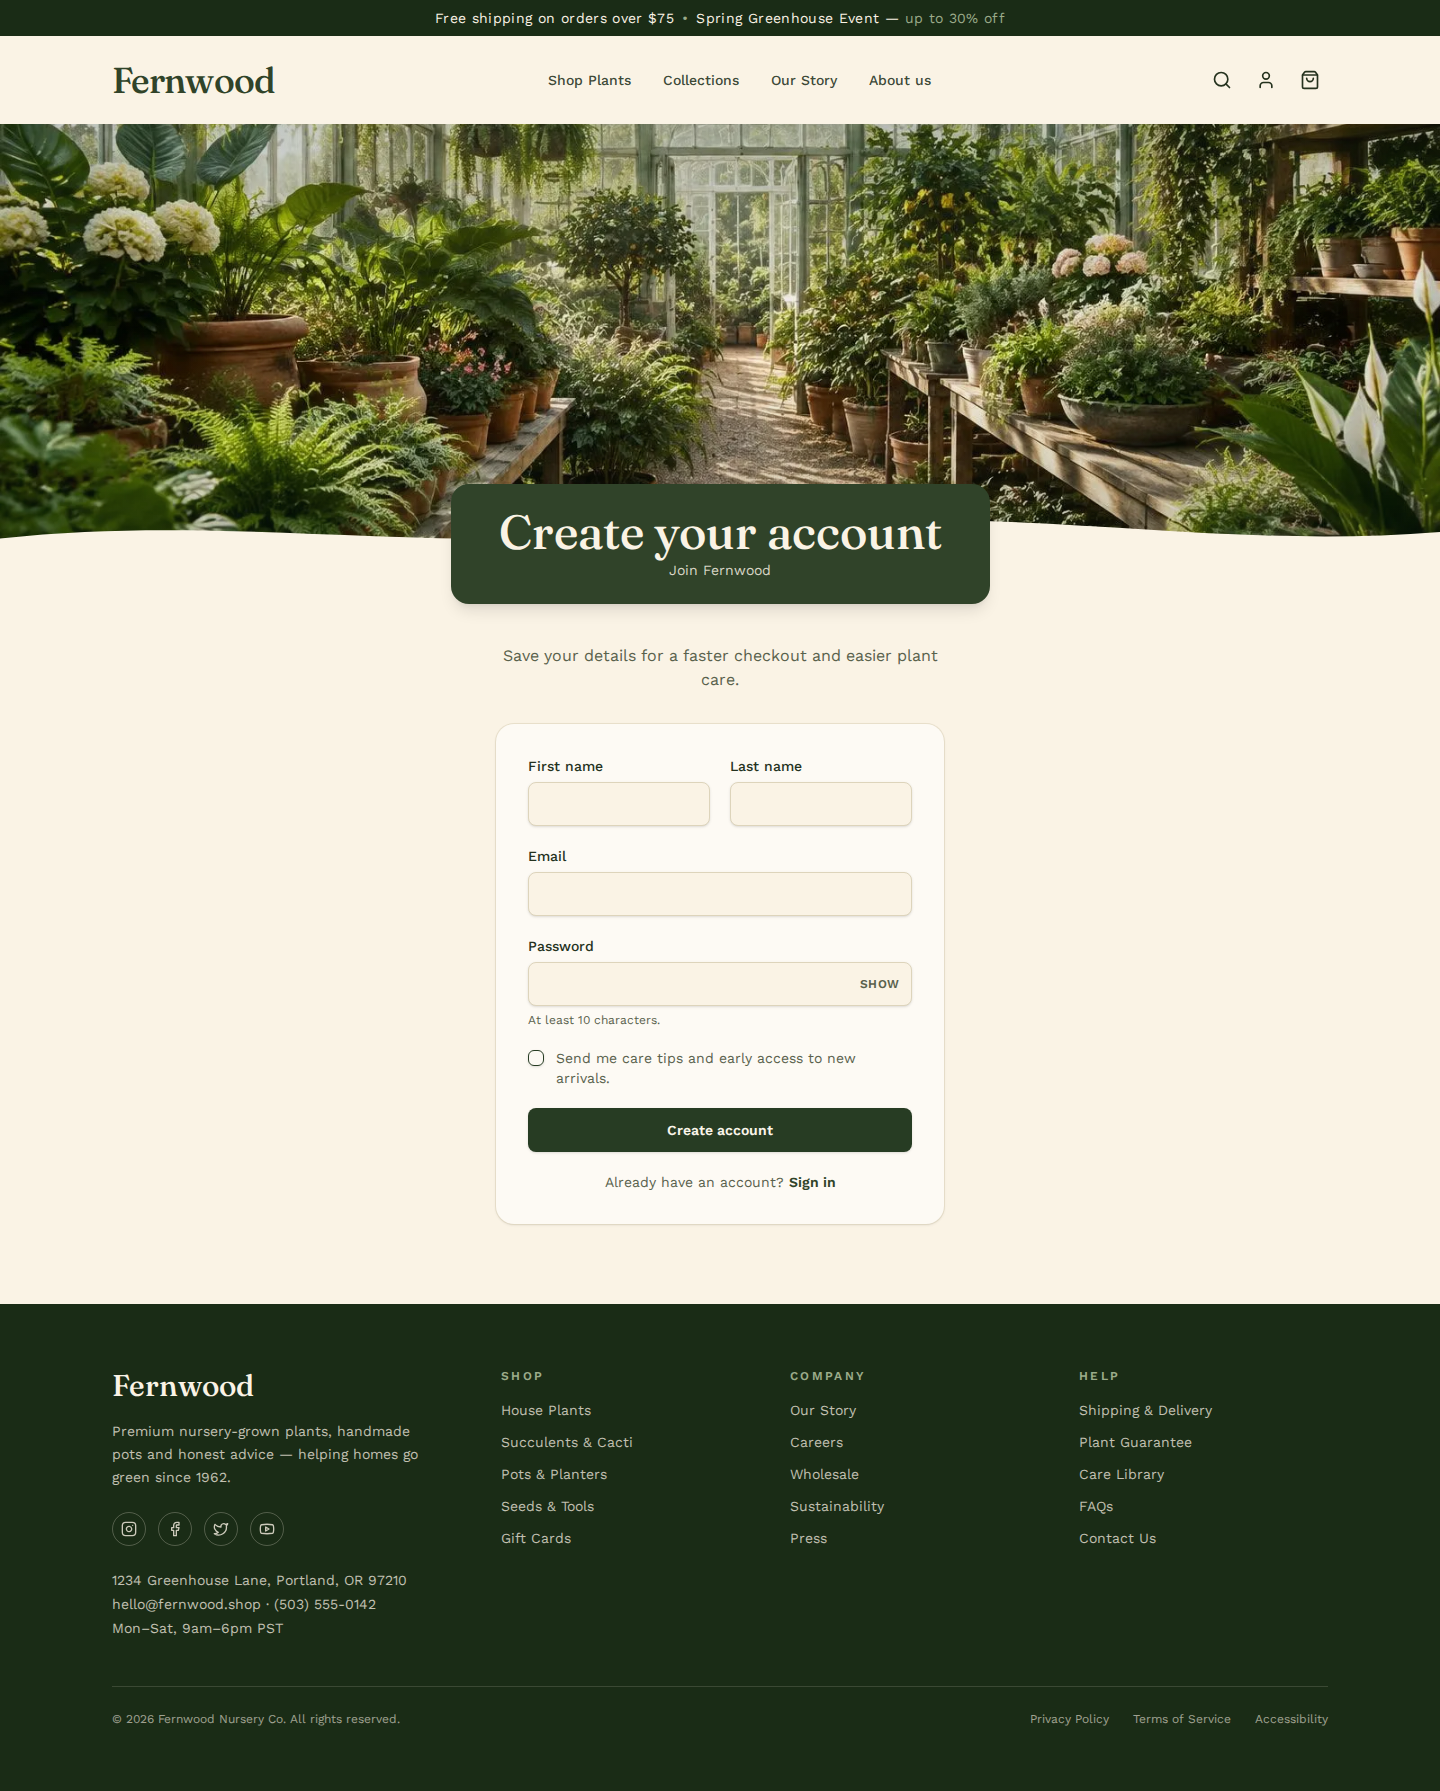 Free shipping on orders over $75 • Spring Greenhouse Event — up to 30% off
Fernwood
Shop Plants
Collections
Our Story
About us
Create your account
Join Fernwood
Save your details for a faster checkout and easier plant
care.
First name
Last name
Email
Password
SHOW
At least 10 characters.
Send me care tips and early access to new
arrivals.
Create account
Already have an account? Sign in
Fernwood
Premium nursery-grown plants, handmade
pots and honest advice — helping homes go
green since 1962.
1234 Greenhouse Lane, Portland, OR 97210
hello@fernwood.shop · (503) 555-0142
Mon–Sat, 9am–6pm PST
SHOP
House Plants
Succulents & Cacti
Pots & Planters
Seeds & Tools
Gift Cards
COMPANY
Our Story
Careers
Wholesale
Sustainability
Press
HELP
Shipping & Delivery
Plant Guarantee
Care Library
FAQs
Contact Us
© 2026 Fernwood Nursery Co. All rights reserved.
Privacy Policy
Terms of Service
Accessibility